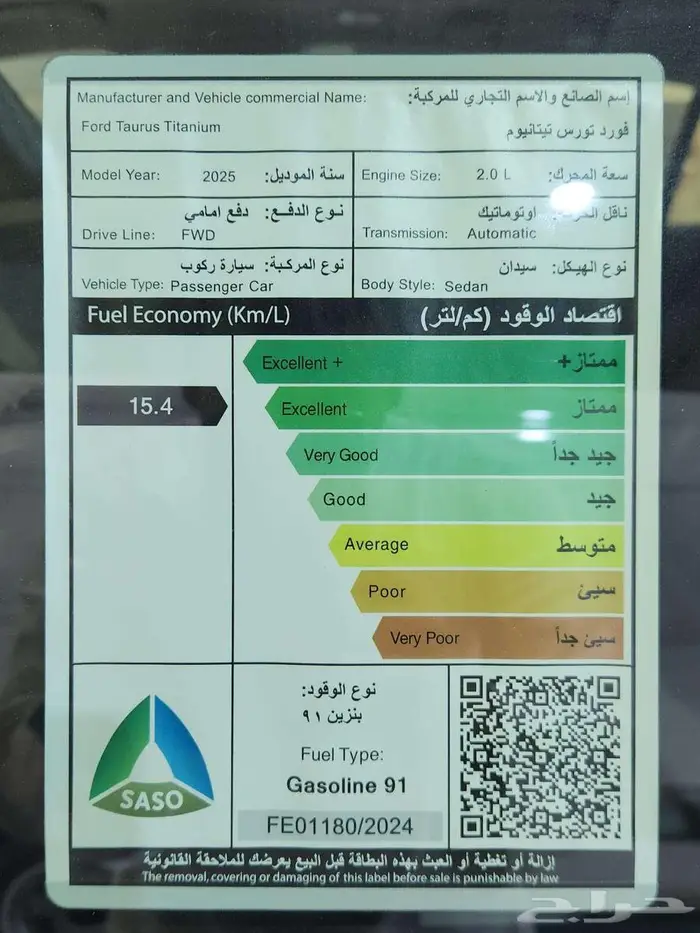 Manufacturer and Vehicle commercial Name: إسم الصانع والاسم التجاري للمركبة:
Ford Taurus Titanium فورد تورس تيتانيوم
Model Year: 2025 سنة الموديل:
Engine Size: 2.0 L سعة المحرك:
نوع الدفع: دفع امامي
Drive Line: FWD
ناقل اوتوماتيك
Transmission: Automatic
نوع المركبة: سيارة ركوب
Vehicle Type: Passenger Car
نوع الهيكل: سيدان
Body Style: Sedan
Fuel Economy (Km/L) اقتصاد الوقود (كم/لتر)
15.4
Excellent + ممتاز+
Excellent ممتاز
Very Good جيد جداً
Good جيد
Average متوسط
Poor سيئ
Very Poor سيئ جداً
SASO
نوع الوقود:
بنزين ٩١
Fuel Type:
Gasoline 91
FE01180/2024
إزالة أو تغطية أو العبث بهذه البطاقة قبل البيع يعرضك للملاحقة القانونية
The removal, covering or damaging of this label before sale is punishable by law
حراج